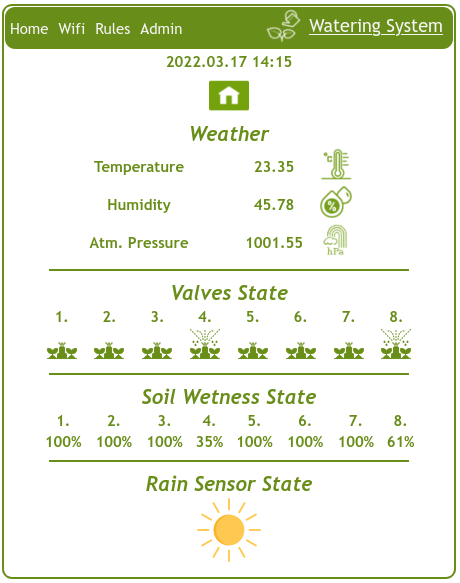 Home Wifi Rules Admin Watering System
2022.03.17 14:15
Weather
Temperature 23.35 °C
Humidity 45.78 %
Atm. Pressure 1001.55 hPa
Valves State
1. 2. 3. 4. 5. 6. 7. 8.
Soil Wetness State
1. 2. 3. 4. 5. 6. 7. 8.
100% 100% 100% 35% 100% 100% 100% 61%
Rain Sensor State